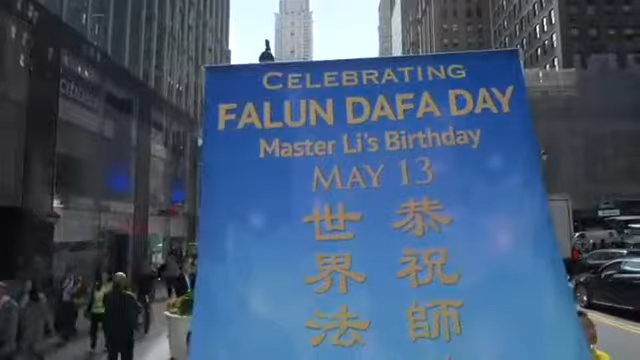 CELEBRATING
FALUN DAFA DAY
Master Li's Birthday
MAY 13
恭祝師
世界法